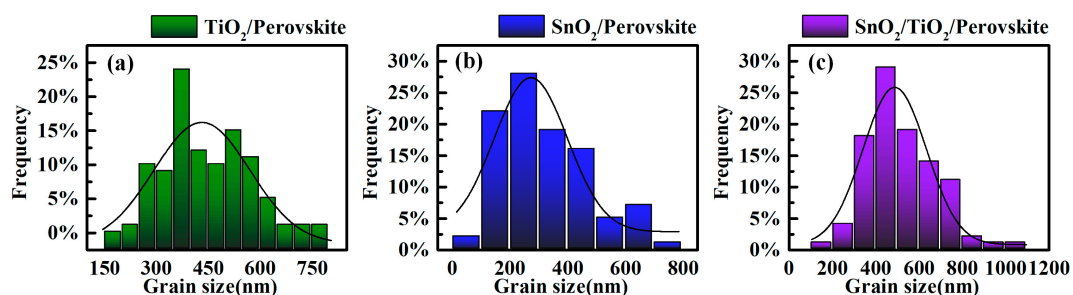 TiO2/Perovskite
(a)
25%
20%
15%
10%
5%
0%
Frequency
150 300 450 600 750
Grain size(nm)
SnO2/Perovskite
(b)
30%
25%
20%
15%
10%
5%
0%
Frequency
0 200 400 600 800
Grain size(nm)
SnO2/TiO2/Perovskite
(c)
30%
25%
20%
15%
10%
5%
0%
Frequency
0 200 400 600 800 1000 1200
Grain size(nm)